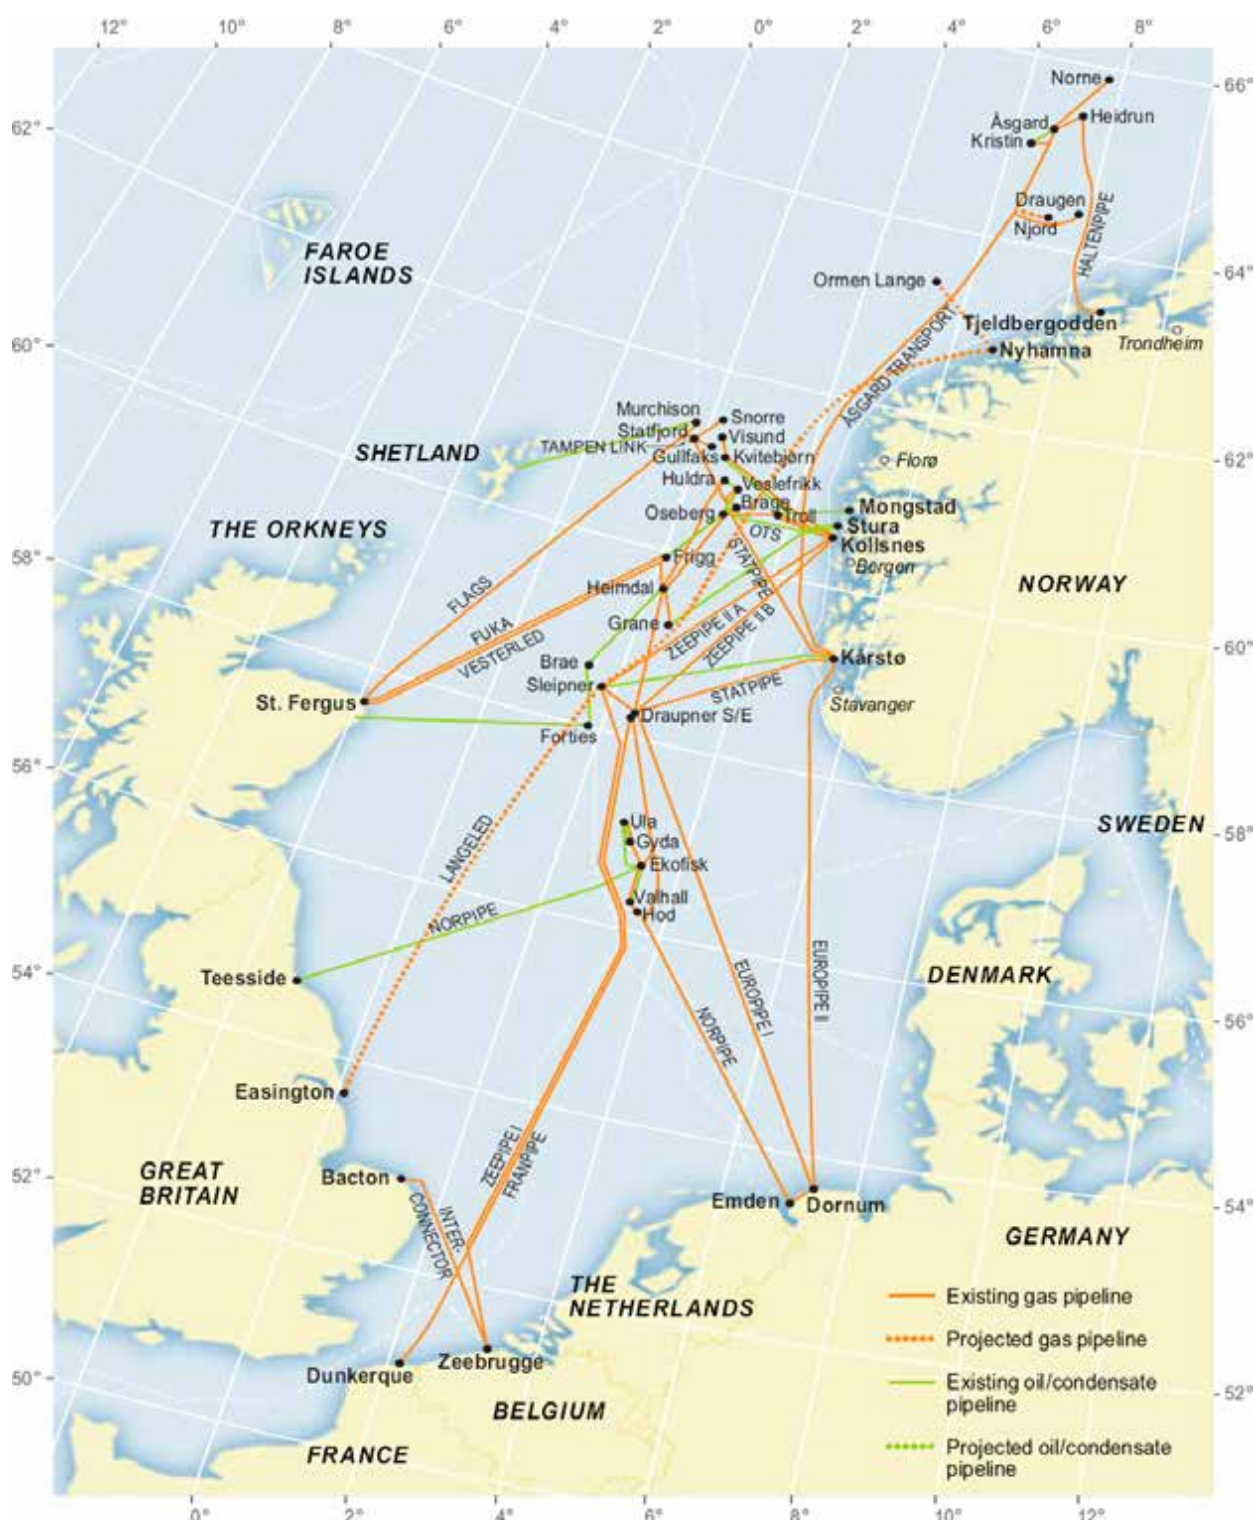 12° 10° 8° 6° 4° 2° 0° 2° 4° 6° 8°
Norne
66°
Åsgard
Heidrun
62°
Kristin
Draugen
Njord
HALTENPIPE
FAROE
ISLANDS
Ormen Lange
64°
ÅSGARD TRANSPORT
Tjeldbergodden
Trondheim
60°
Nyhamna
Murchison
Snorre
Statfjord
Visund
TAMPEN LINK
SHETLAND
Gullfaks
Kvitebjørn
Florø
62°
Huldra
Veslefrikk
Brage
Oseberg
Troll
Mongstad
Stura
THE ORKNEYS
OTS
Kollsnes
STATPIPE
Bergen
58°
Frigg
FLAGS
Heimdal
NORWAY
FUKA
Grane
VESTERLED
ZEEPIPE II A
ZEEPIPE II B
60°
Brae
Kårstø
Sleipner
STATPIPE
St. Fergus
Stavanger
Draupner S/E
Forties
56°
Ula
SWEDEN
58°
Gyda
LANGELED
Ekofisk
Valhall
Hod
NORPIPE
54°
Teesside
EUROPIPE I
EUROPIPE II
DENMARK
NORPIPE
56°
Easington
ZEEPIPE I
FRANPIPE
GREAT
BRITAIN
52°
Bacton
INTER-
CONNECTOR
Emden
Dornum
54°
GERMANY
THE
NETHERLANDS
Existing gas pipeline
Projected gas pipeline
Dunkerque
Zeebrugge
50°
Existing oil/condensate
pipeline
52°
BELGIUM
FRANCE
Projected oil/condensate
pipeline
0° 2° 4° 6° 8° 10° 12°